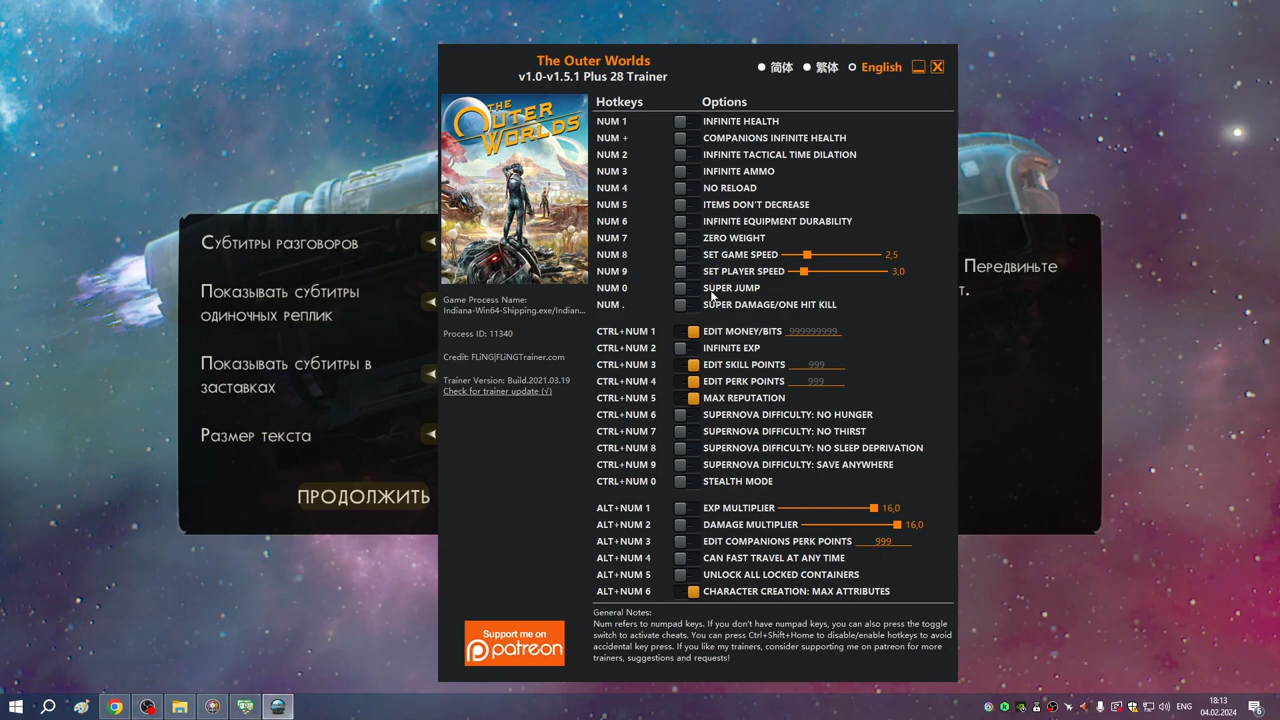 The Outer Worlds
v1.0-v1.5.1 Plus 28 Trainer
简体
繁体
English
THE OUTER WORLDS
Hotkeys Options
NUM 1 INFINITE HEALTH
NUM + COMPANIONS INFINITE HEALTH
NUM 2 INFINITE TACTICAL TIME DILATION
NUM 3 INFINITE AMMO
NUM 4 NO RELOAD
NUM 5 ITEMS DON'T DECREASE
NUM 6 INFINITE EQUIPMENT DURABILITY
NUM 7 ZERO WEIGHT
NUM 8 SET GAME SPEED 2,5
NUM 9 SET PLAYER SPEED 3,0
NUM 0 SUPER JUMP
NUM . SUPER DAMAGE/ONE HIT KILL
CTRL+NUM 1 EDIT MONEY/BITS 999999999
CTRL+NUM 2 INFINITE EXP
CTRL+NUM 3 EDIT SKILL POINTS 999
CTRL+NUM 4 EDIT PERK POINTS 999
CTRL+NUM 5 MAX REPUTATION
CTRL+NUM 6 SUPERNOVA DIFFICULTY: NO HUNGER
CTRL+NUM 7 SUPERNOVA DIFFICULTY: NO THIRST
CTRL+NUM 8 SUPERNOVA DIFFICULTY: NO SLEEP DEPRIVATION
CTRL+NUM 9 SUPERNOVA DIFFICULTY: SAVE ANYWHERE
CTRL+NUM 0 STEALTH MODE
ALT+NUM 1 EXP MULTIPLIER 16,0
ALT+NUM 2 DAMAGE MULTIPLIER 16,0
ALT+NUM 3 EDIT COMPANIONS PERK POINTS 999
ALT+NUM 4 CAN FAST TRAVEL AT ANY TIME
ALT+NUM 5 UNLOCK ALL LOCKED CONTAINERS
ALT+NUM 6 CHARACTER CREATION: MAX ATTRIBUTES
Game Process Name:
Indiana-Win64-Shipping.exe/Indian...
Process ID: 11340
Credit: FLiNG|FLiNGTrainer.com
Trainer Version: Build.2021.03.19
Check for trainer update (√)
General Notes:
Num refers to numpad keys. If you don't have numpad keys, you can also press the toggle
switch to activate cheats. You can press Ctrl+Shift+Home to disable/enable hotkeys to avoid
accidental key press. If you like my trainers, consider supporting me on patreon for more
trainers, suggestions and requests!
Support me on
patreon
Субтитры разговоров
Показывать субтитры
одиночных реплик
Показывать субтитры в
заставках
Размер текста
ПРОДОЛЖИТЬ
Передвиньте
т.
ENG
18:13
04.02.2024
6